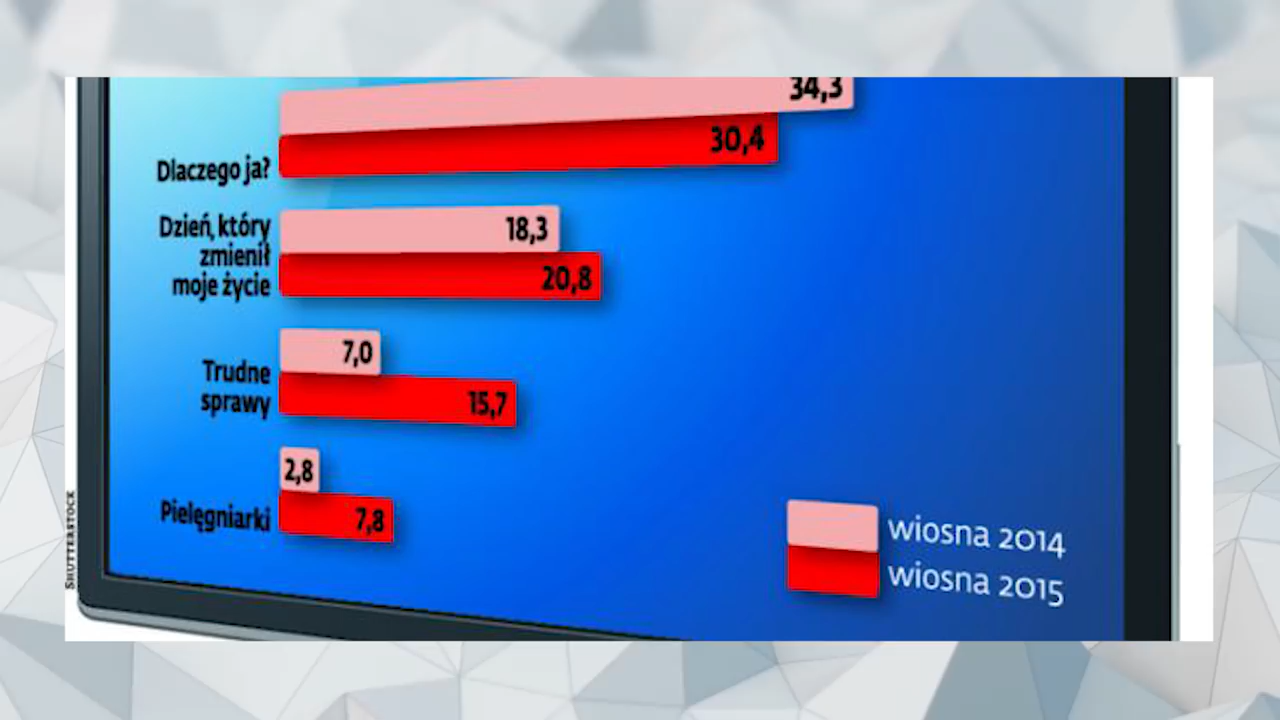 34,3
30,4
Dlaczego ja?
Dzień, który
zmienił
moje życie
18,3
20,8
Trudne
sprawy
7,0
15,7
Pielęgniarki
2,8
7,8
wiosna 2014
wiosna 2015
SHUTTERSTOCK